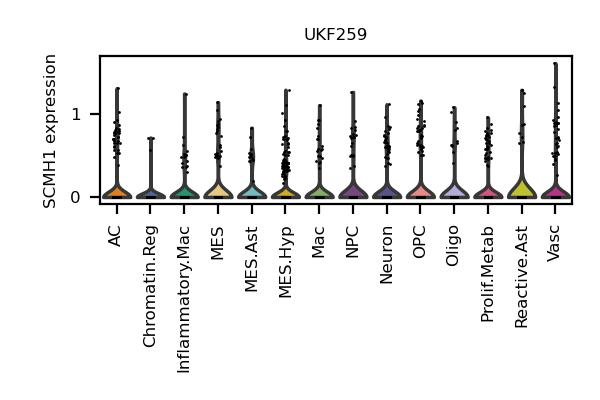 UKF259
SCMH1 expression
1
0
AC
Chromatin.Reg
Inflammatory.Mac
MES
MES.Ast
MES.Hyp
Mac
NPC
Neuron
OPC
Oligo
Prolif.Metab
Reactive.Ast
Vasc